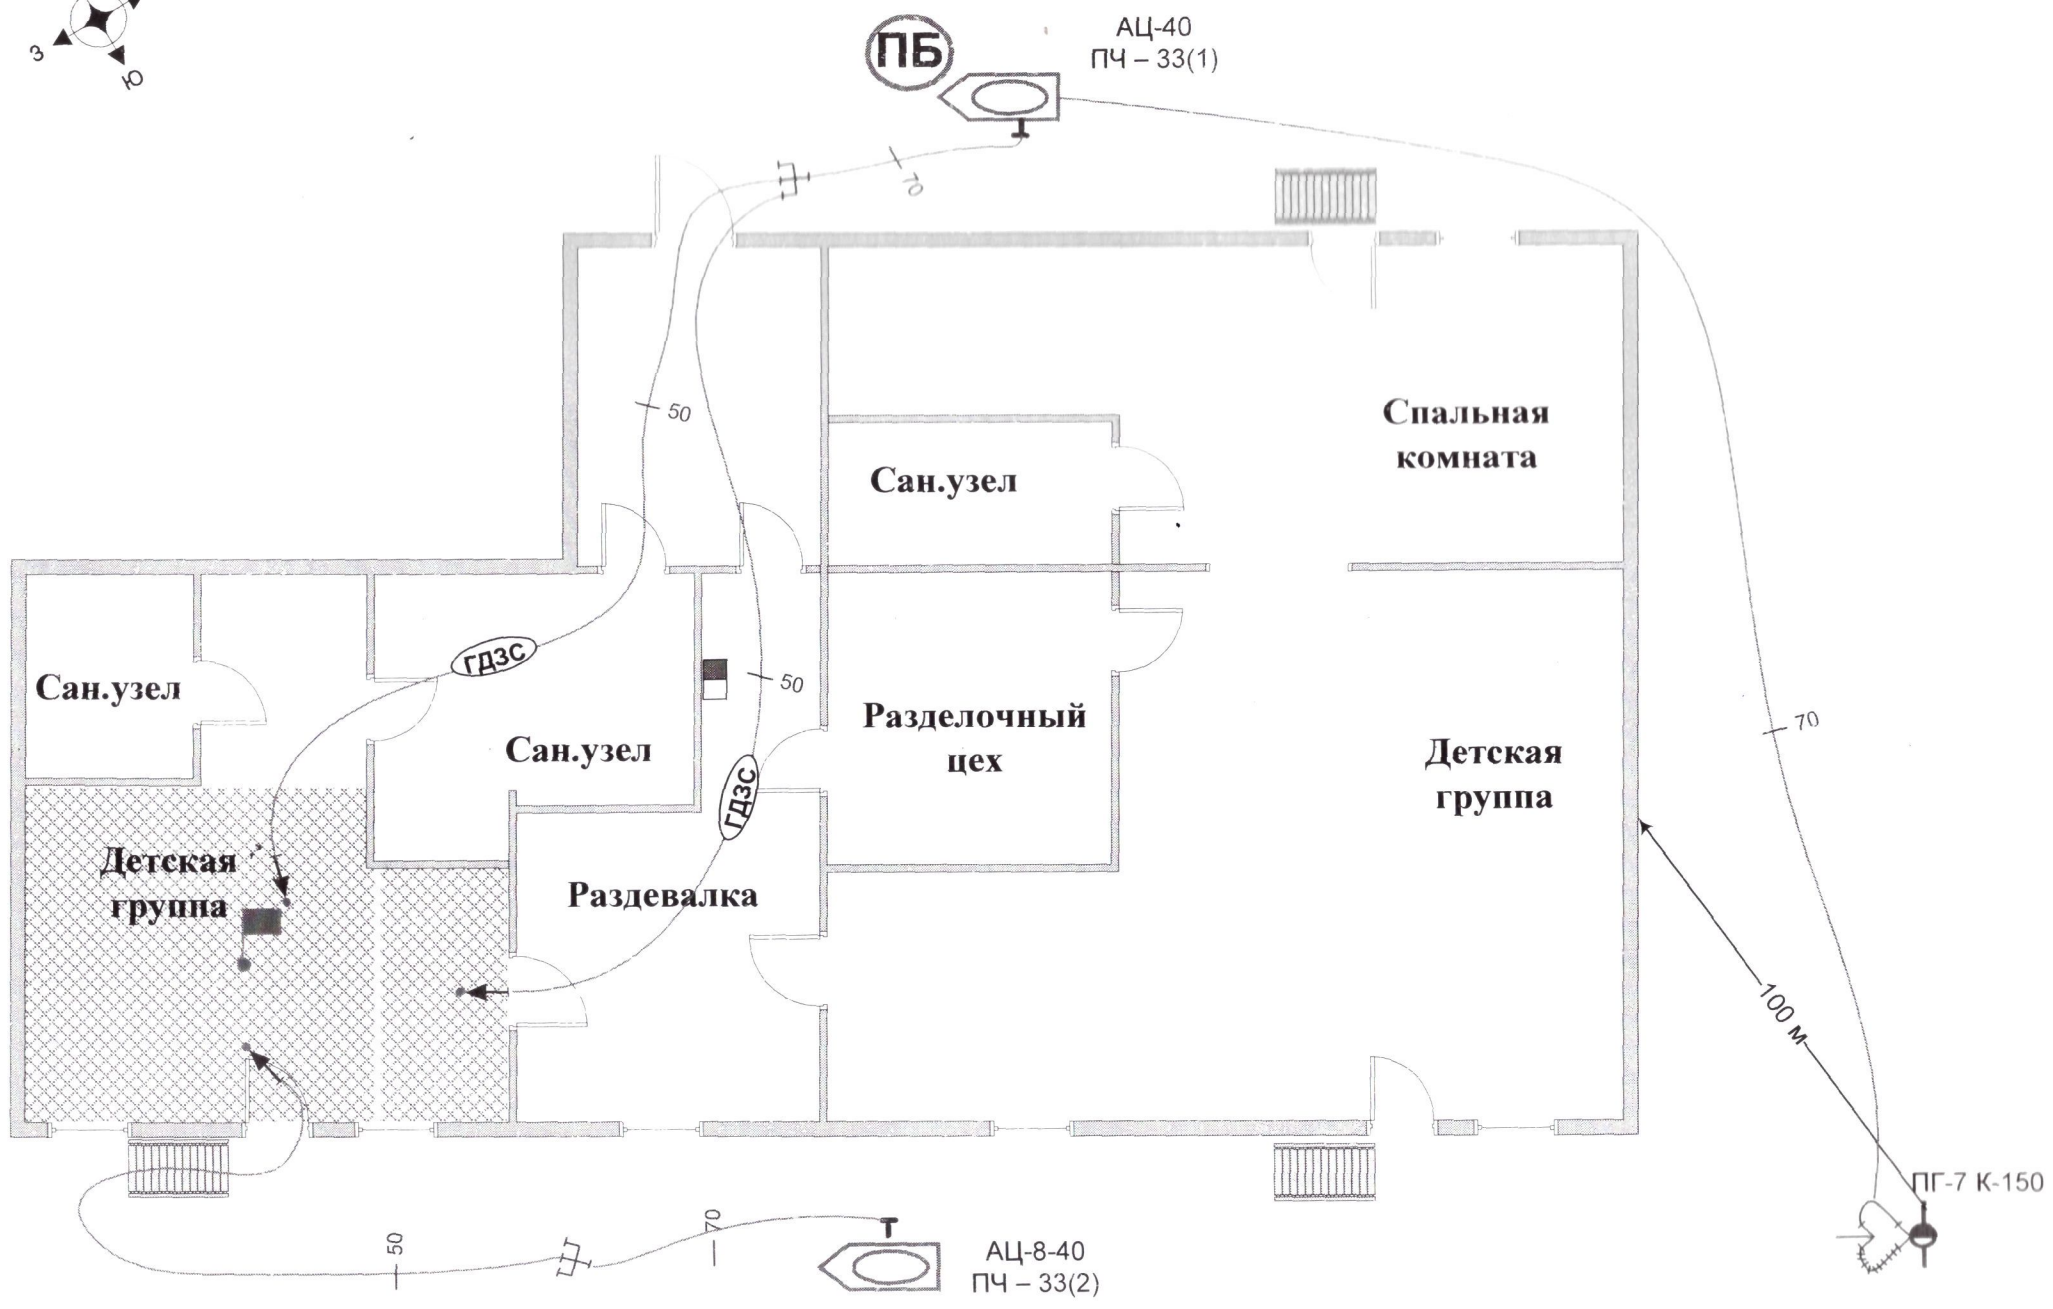 З
Ю
ПБ
АЦ-40
ПЧ – 33(1)
70
50
Спальная
комната
Сан.узел
ГДЗС
Сан.узел
50
Разделочный
цех
70
Сан.узел
Детская
группа
ГДЗС
Детская
группа
Раздевалка
100 м
ПГ-7 К-150
50
70
АЦ-8-40
ПЧ – 33(2)